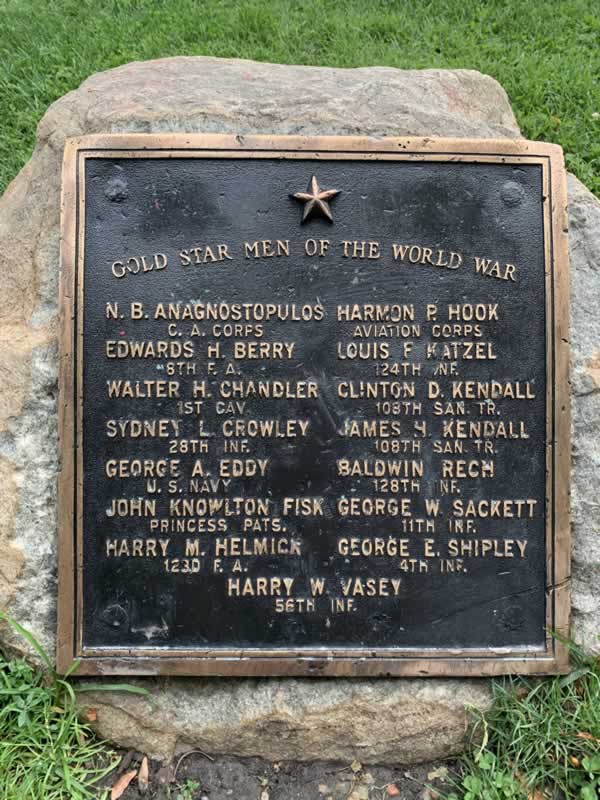 GOLD STAR MEN OF THE WORLD WAR
N. B. ANAGNOSTOPULOS
C. A. CORPS
EDWARDS H. BERRY
8TH F. A.
WALTER H. CHANDLER
1ST CAV.
SYDNEY L. CROWLEY
28TH INF.
GEORGE A. EDDY
U. S. NAVY
JOHN KNOWLTON FISK
PRINCESS PATS.
HARRY M. HELMICK
123D F. A.
HARMON P. HOOK
AVIATION CORPS
LOUIS F. KATZEL
124TH INF.
CLINTON D. KENDALL
108TH SAN. TR.
JAMES H. KENDALL
108TH SAN. TR.
BALDWIN RECH
128TH INF.
GEORGE W. SACKETT
11TH INF.
GEORGE E. SHIPLEY
4TH INF.
HARRY W. VASEY
56TH INF.